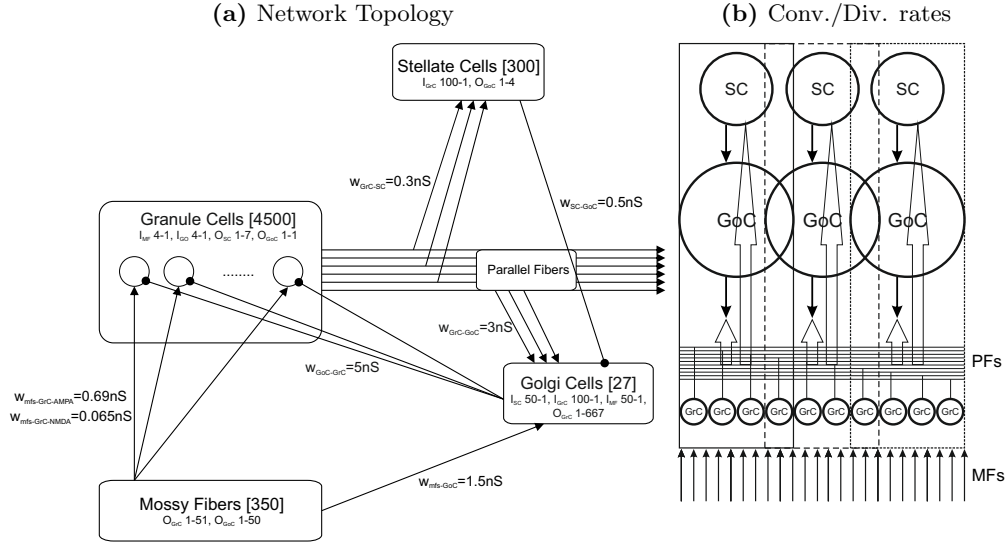 (a) Network Topology
Stellate Cells [300]
I_GrC 100-1, O_GoC 1-4
w_GrC-SC=0.3nS
w_SC-GoC=0.5nS
Granule Cells [4500]
I_MF 4-1, I_GO 4-1, O_SC 1-7, O_GoC 1-1
........
Parallel Fibers
w_GrC-GoC=3nS
w_GoC-GrC=5nS
Golgi Cells [27]
I_SC 50-1, I_GrC 100-1, I_MF 50-1,
O_GrC 1-667
w_mfs-GrC-AMPA=0.69nS
w_mfs-GrC-NMDA=0.065nS
w_mfs-GoC=1.5nS
Mossy Fibers [350]
O_GrC 1-51, O_GoC 1-50
(b) Conv./Div. rates
SC SC SC
GoC GoC GoC
PFs
GrC GrC GrC GrC GrC GrC GrC GrC GrC GrC
MFs